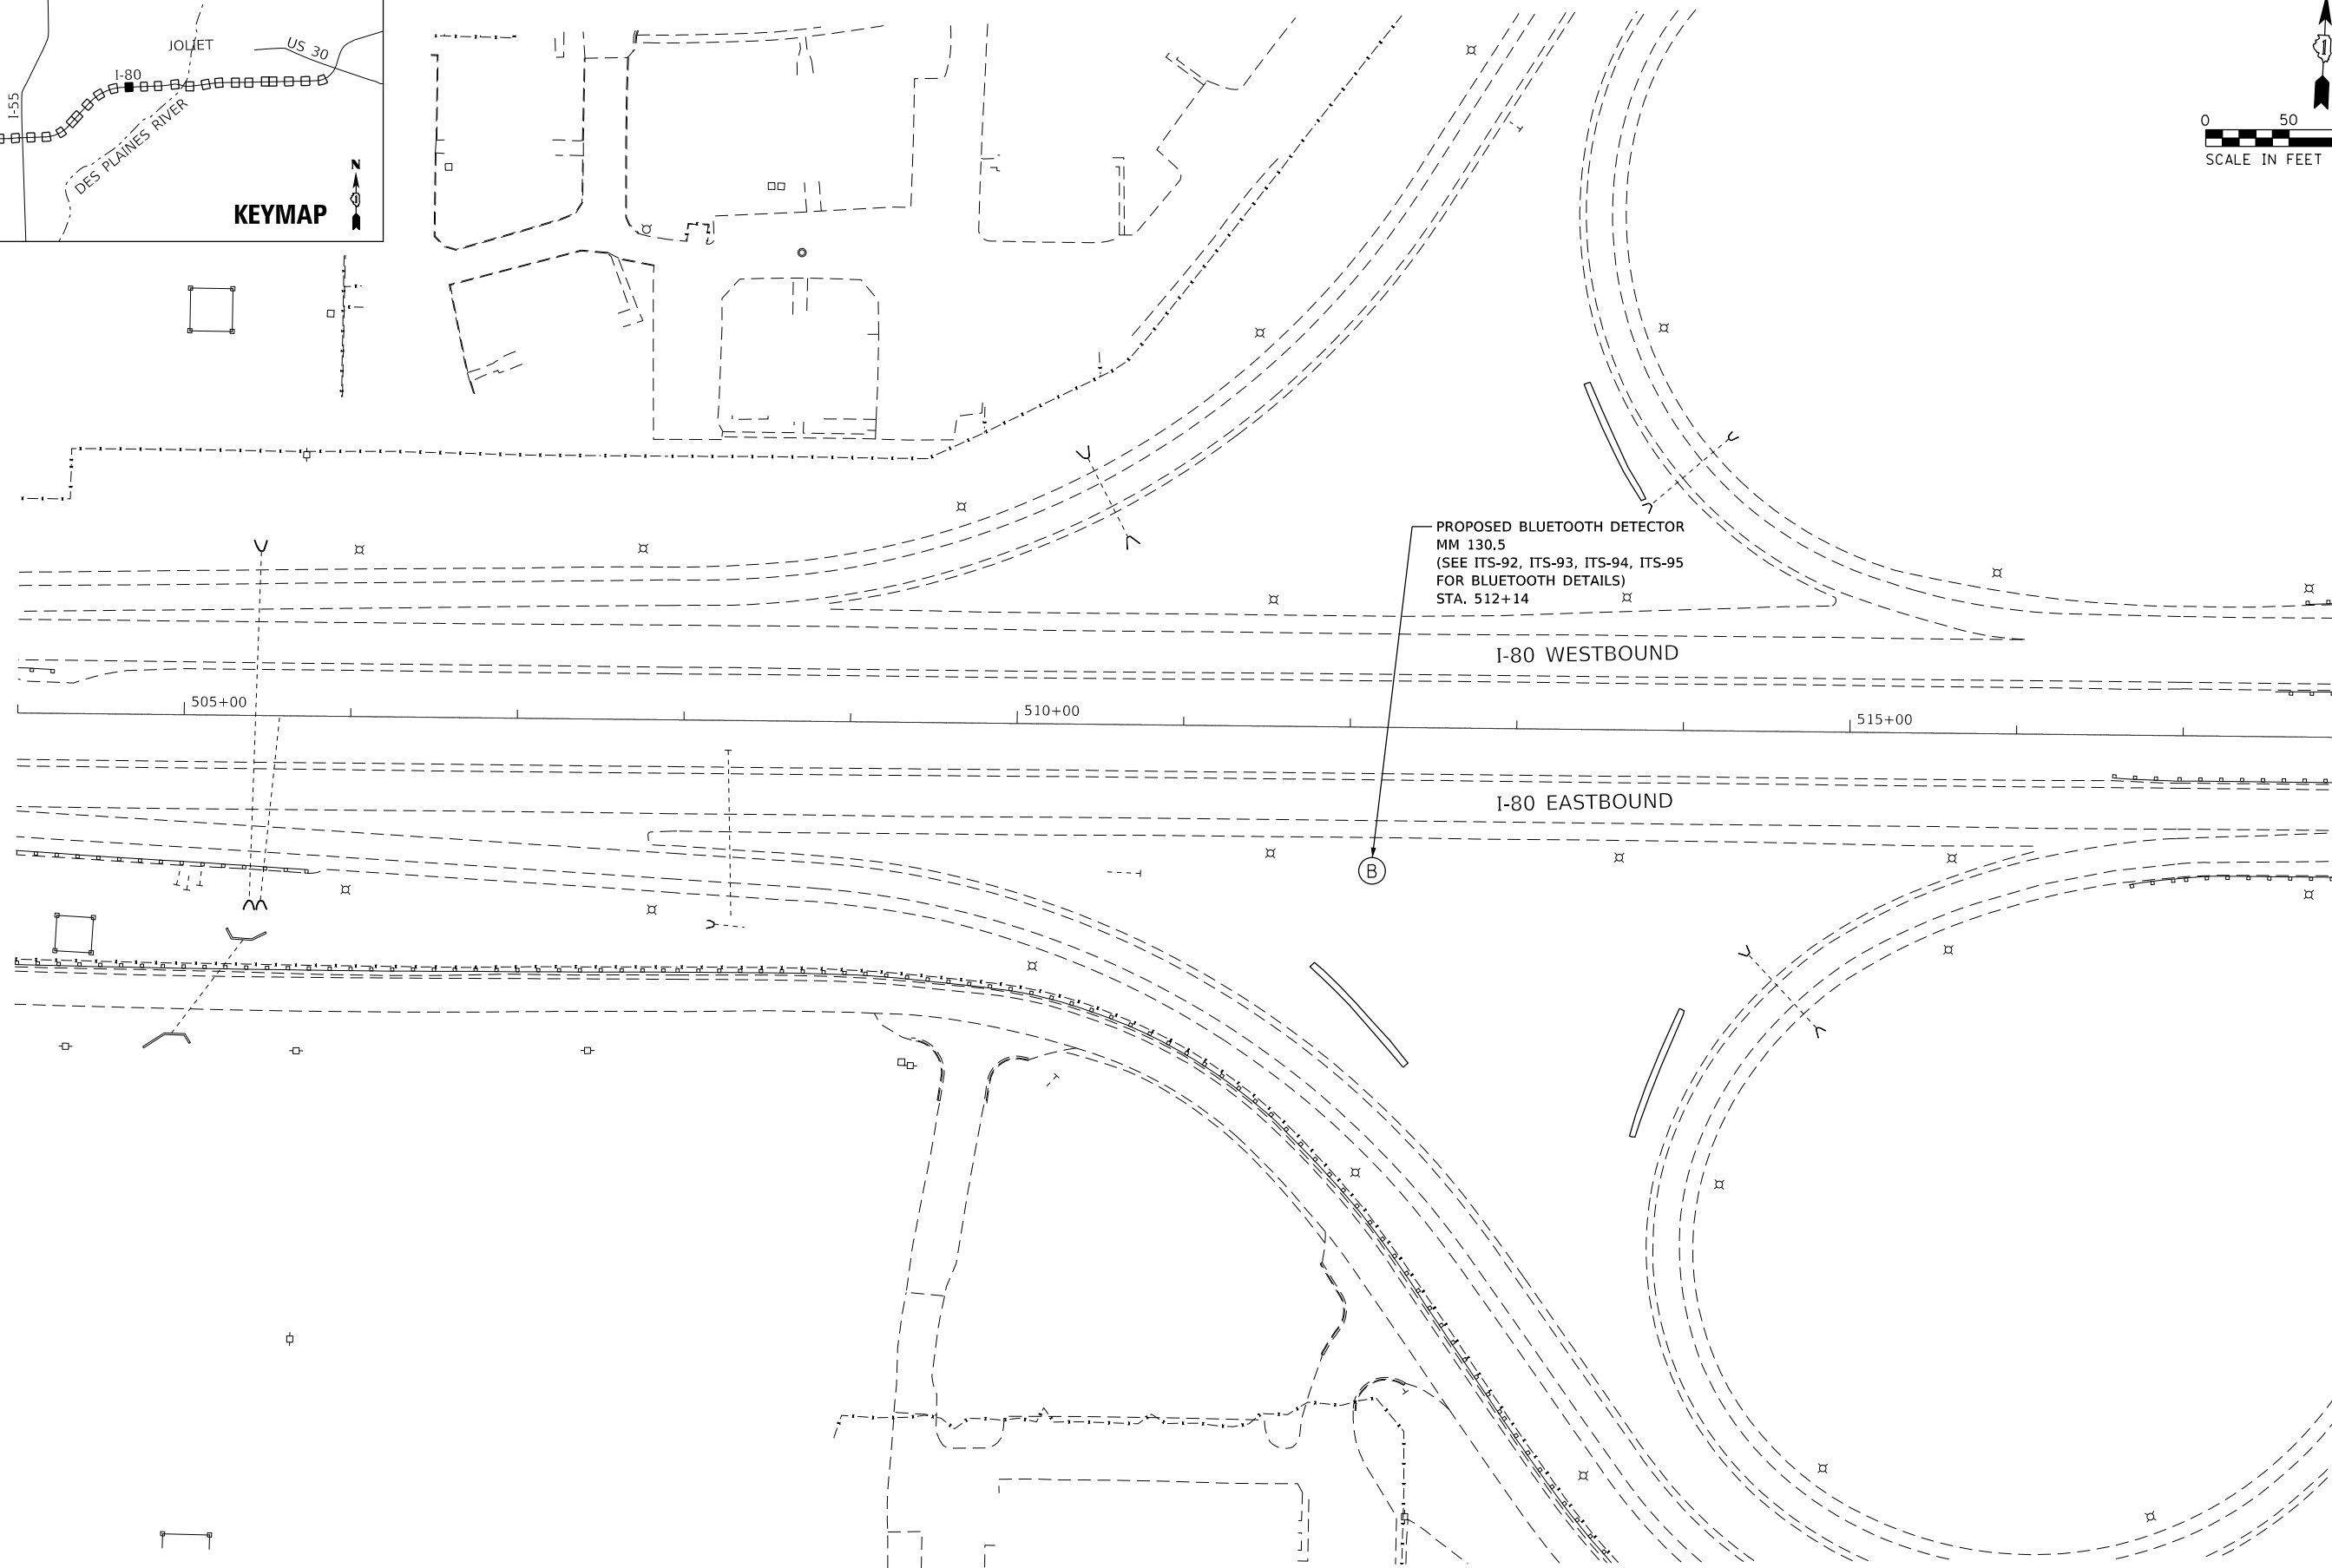 JOLIET
US 30
I-80
I-55
DES PLAINES RIVER
N
KEYMAP
0 50
SCALE IN FEET
PROPOSED BLUETOOTH DETECTOR
MM 130.5
(SEE ITS-92, ITS-93, ITS-94, ITS-95
FOR BLUETOOTH DETAILS)
STA. 512+14
I-80 WESTBOUND
505+00
510+00
515+00
I-80 EASTBOUND
B